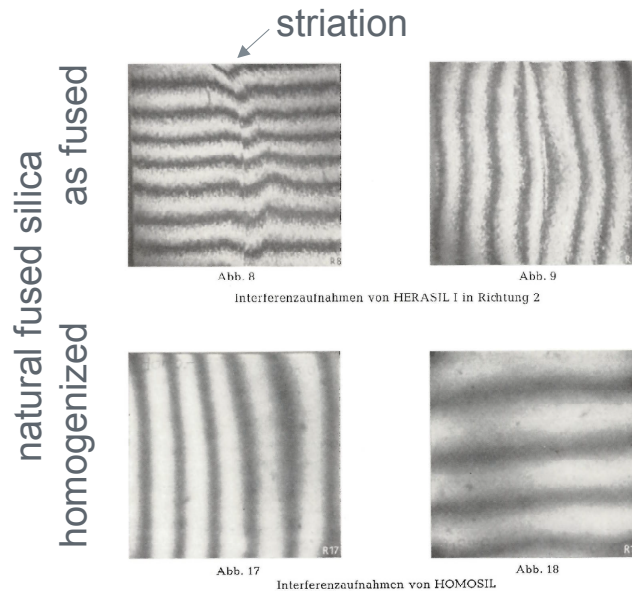 striation
natural fused silica
as fused
R8
Abb. 8
Abb. 9
Interferenzaufnahmen von HERASIL I in Richtung 2
homogenized
R17
Abb. 17
Abb. 18
Interferenzaufnahmen von HOMOSIL